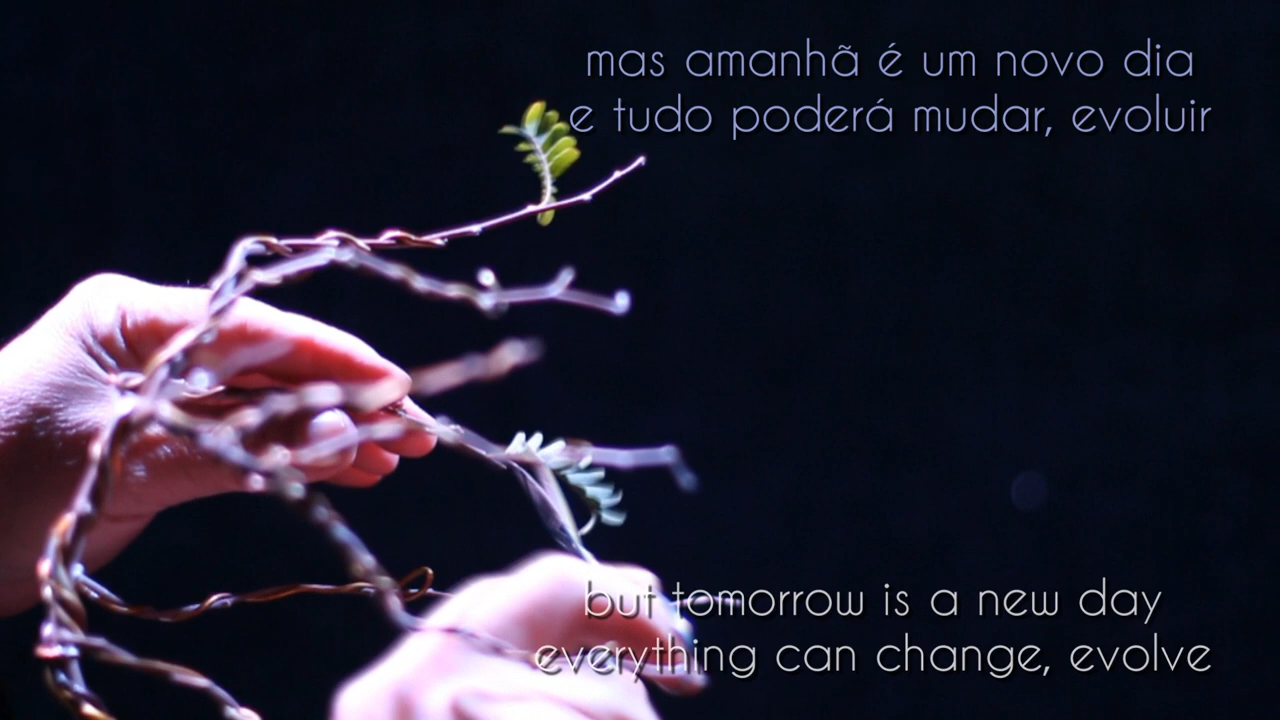 mas amanhã é um novo dia
e tudo poderá mudar, evoluir
but tomorrow is a new day
everything can change, evolve